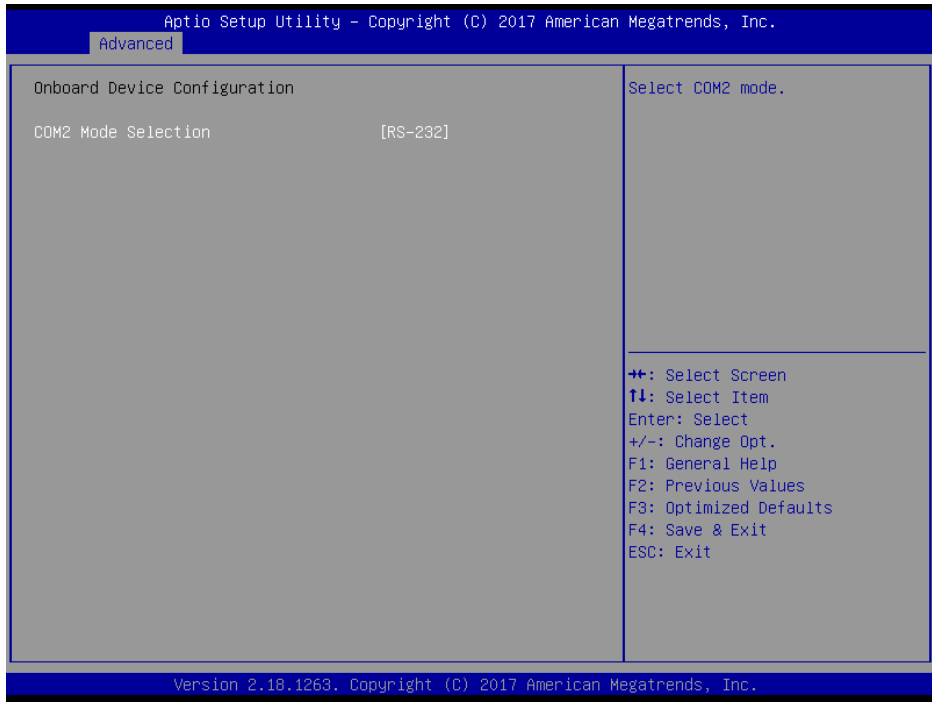 Aptio Setup Utility – Copyright (C) 2017 American Megatrends, Inc.
Advanced
Onboard Device Configuration
COM2 Mode Selection [RS-232]
Select COM2 mode.
→←: Select Screen
↑↓: Select Item
Enter: Select
+/-: Change Opt.
F1: General Help
F2: Previous Values
F3: Optimized Defaults
F4: Save & Exit
ESC: Exit
Version 2.18.1263. Copyright (C) 2017 American Megatrends, Inc.